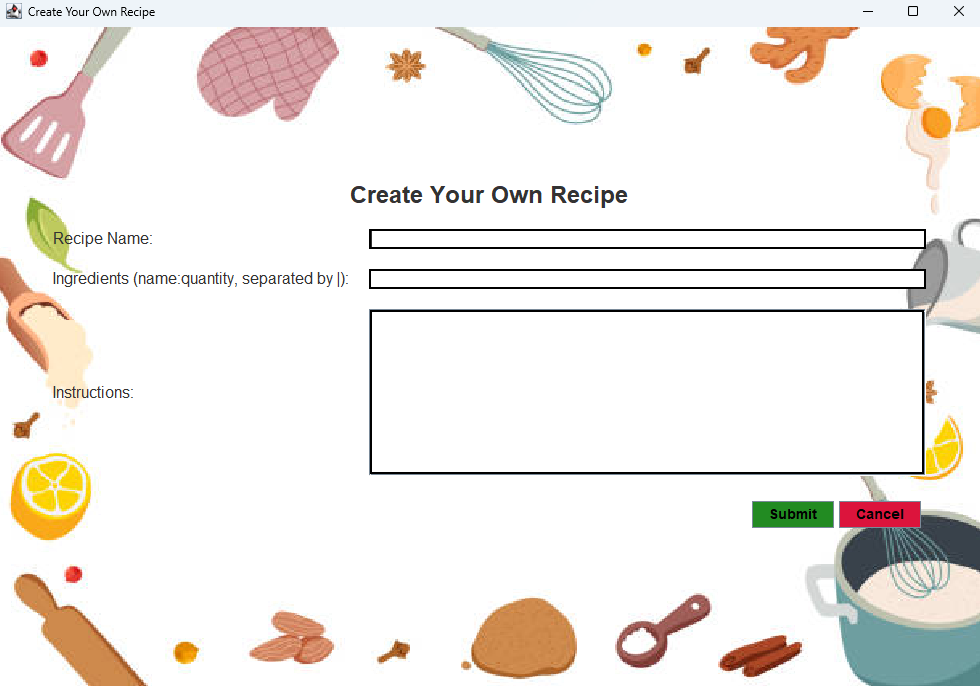 Create Your Own Recipe
Create Your Own Recipe
Recipe Name:
Ingredients (name:quantity, separated by |):
Instructions:
Submit Cancel